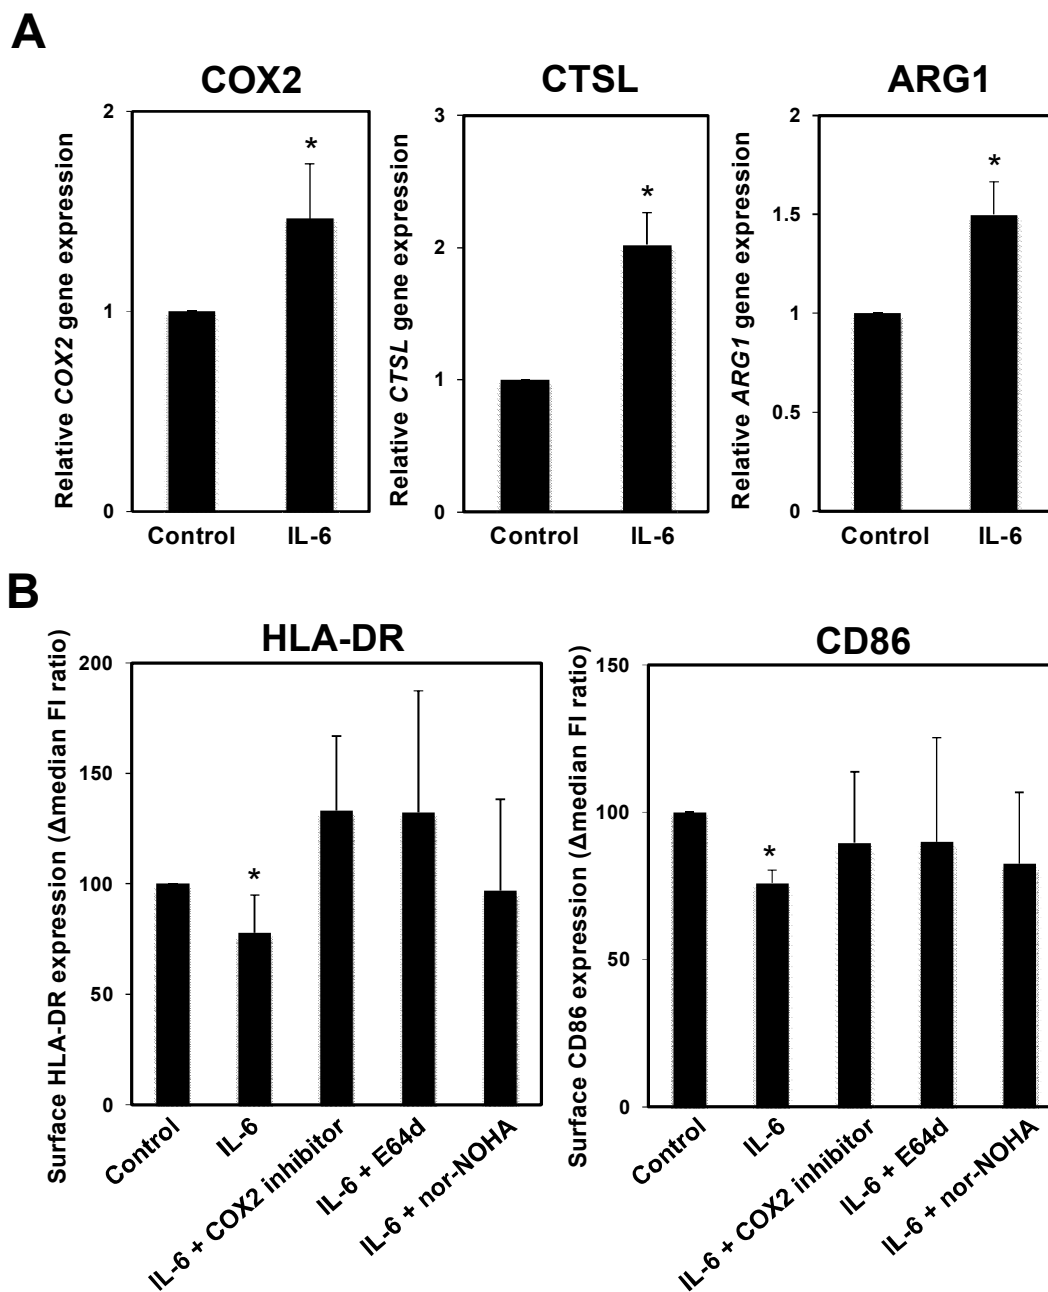 A
COX2
Relative COX2 gene expression
2
1
0
*
Control
IL-6
CTSL
Relative CTSL gene expression
3
2
1
0
*
Control
IL-6
ARG1
Relative ARG1 gene expression
2
1.5
1
0.5
0
*
Control
IL-6
B
HLA-DR
Surface HLA-DR expression (Δmedian FI ratio)
200
150
100
50
0
*
Control
IL-6
IL-6 + COX2 inhibitor
IL-6 + E64d
IL-6 + nor-NOHA
CD86
Surface CD86 expression (Δmedian FI ratio)
150
100
50
0
*
Control
IL-6
IL-6 + COX2 inhibitor
IL-6 + E64d
IL-6 + nor-NOHA